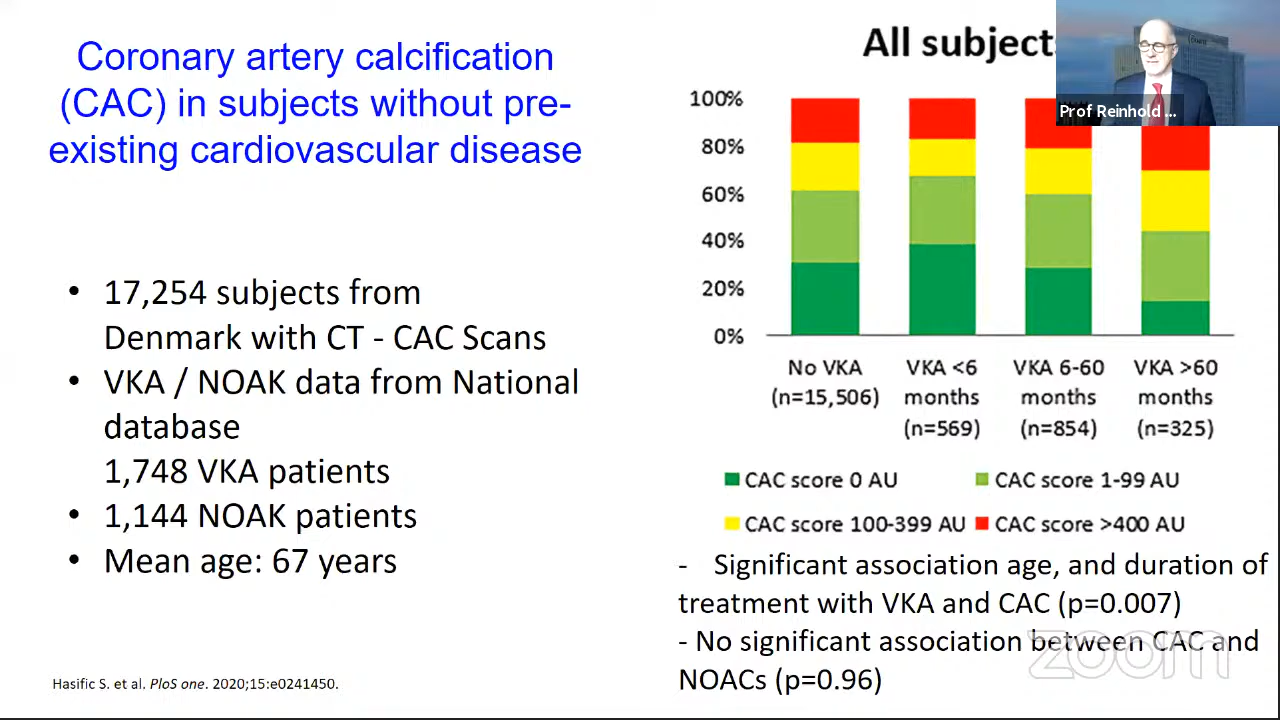 Coronary artery calcification
(CAC) in subjects without pre-
existing cardiovascular disease
• 17,254 subjects from
Denmark with CT - CAC Scans
• VKA / NOAK data from National
database
1,748 VKA patients
• 1,144 NOAK patients
• Mean age: 67 years
Hasific S. et al. PloS one. 2020;15:e0241450.
All subjects
Prof Reinhold ...
100%
80%
60%
40%
20%
0%
No VKA
(n=15,506)
VKA <6
months
(n=569)
VKA 6-60
months
(n=854)
VKA >60
months
(n=325)
CAC score 0 AU
CAC score 1-99 AU
CAC score 100-399 AU
CAC score >400 AU
- Significant association age, and duration of
treatment with VKA and CAC (p=0.007)
- No significant association between CAC and
NOACs (p=0.96)
zoom